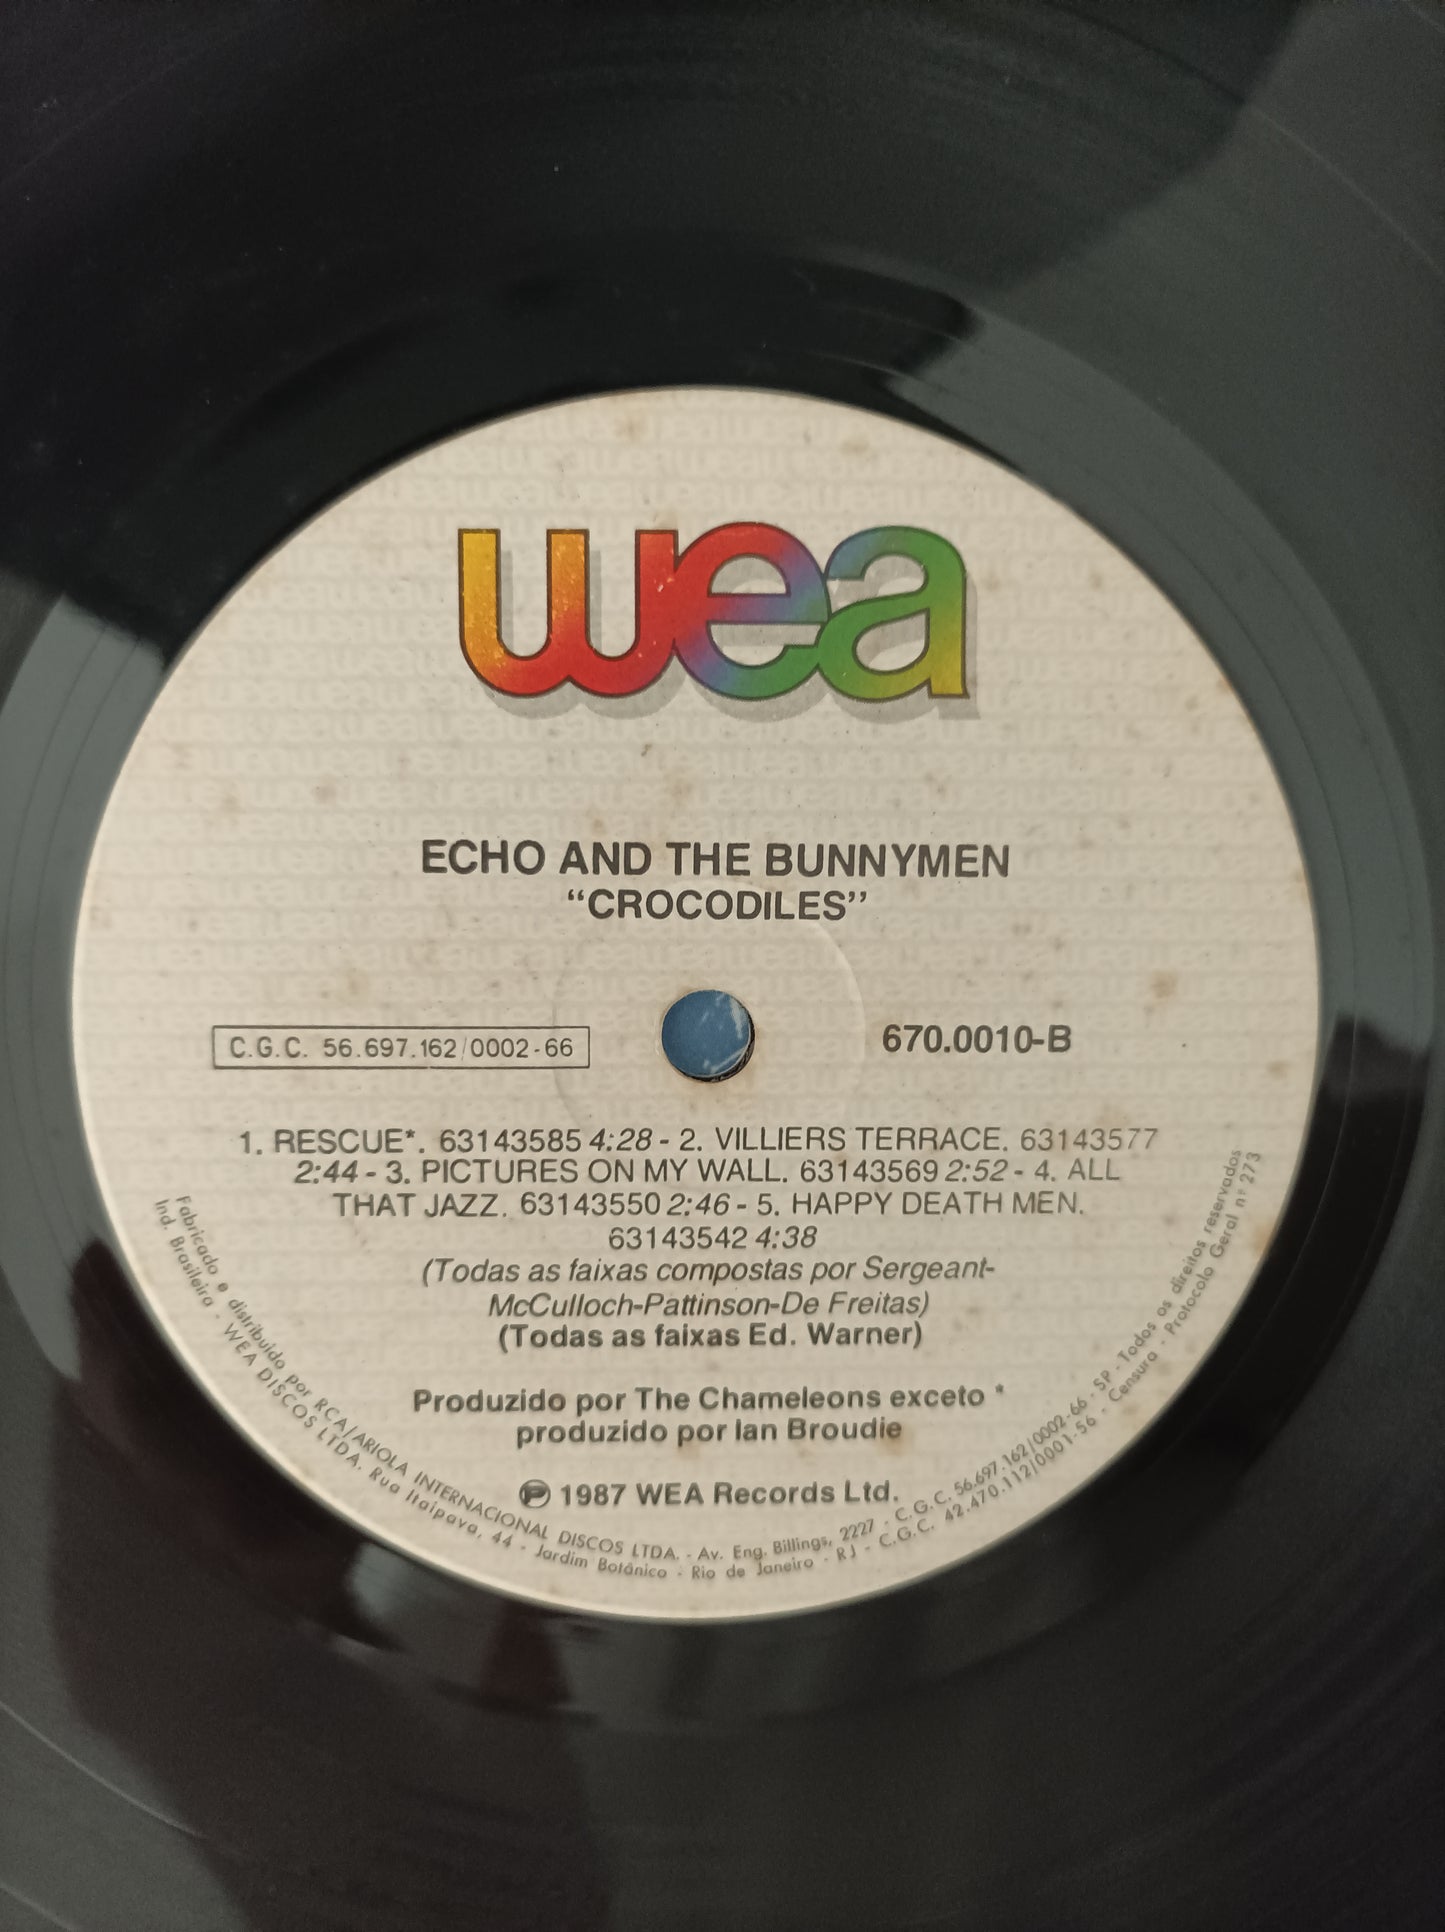 wea
ECHO AND THE BUNNYMEN
“CROCODILES”
C.G.C. 56.697.162/0002-66
670.0010-B
1. RESCUE*. 63143585 4:28 - 2. VILLIERS TERRACE. 63143577
2:44 - 3. PICTURES ON MY WALL. 63143569 2:52 - 4. ALL
THAT JAZZ. 63143550 2:46 - 5. HAPPY DEATH MEN.
63143542 4:38
(Todas as faixas compostas por Sergeant-
McCulloch-Pattinson-De Freitas)
(Todas as faixas Ed. Warner)
Produzido por The Chameleons exceto *
produzido por Ian Broudie
℗ 1987 WEA Records Ltd.
Fabricado e distribuído por RCA/ARIOLA INTERNACIONAL DISCOS LTDA. - Av. Eng. Billings, 2227 - C.G.C. 56.697.162/0002-66 - SP - Todos os direitos reservados
Ind. Brasileira - WEA DISCOS LTDA. Rua Itaipava, 44 - Jardim Botânico - Rio de Janeiro - RJ - C.G.C. 42.470.112/0001-56 - Censura - Protocolo Geral nº 273